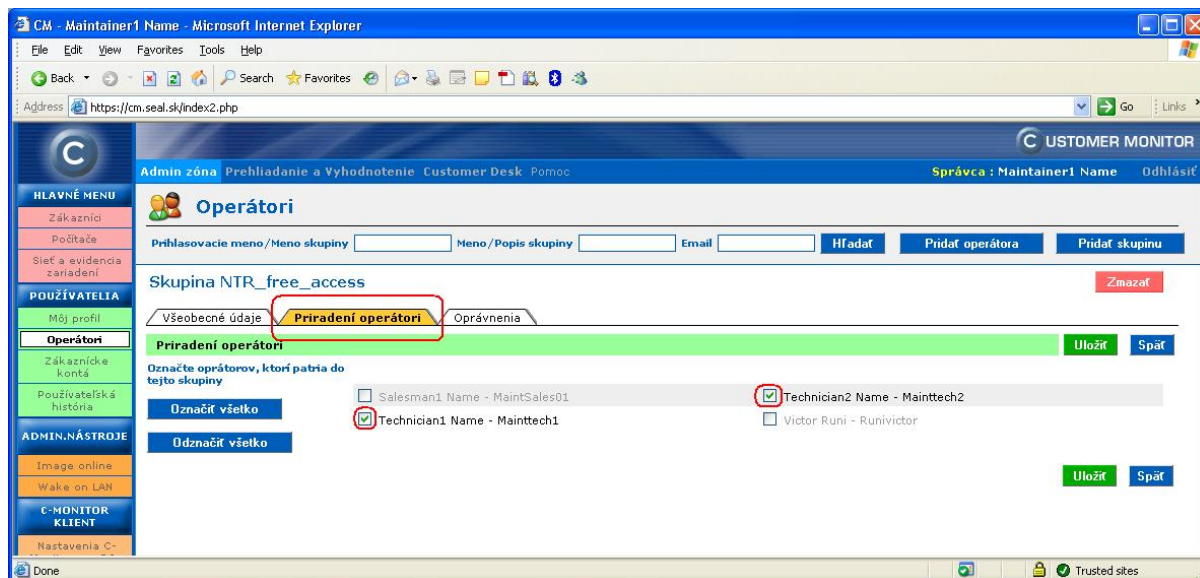 CM - Maintainer1 Name - Microsoft Internet Explorer
File Edit View Favorites Tools Help
Back Search Favorites
Address https://cm.seal.sk/index2.php Go Links
C USTOMER MONITOR
Admin zóna Prehliadanie a Vyhodnotenie Customer Desk Pomoc Správca : Maintainer1 Name Odhlásiť
HLAVNÉ MENU
Zákazníci
Počítače
Sieť a evidencia
zariadení
POUŽÍVATELIA
Môj profil
Operátori
Zákaznícke
kontá
Používateľská
história
ADMIN.NÁSTROJE
Image online
Wake on LAN
C-MONITOR
KLIENT
Nastavenia C-
Operátori
Prihlasovacie meno/Meno skupiny Meno/Popis skupiny Email Hľadať Pridať operátora Pridať skupinu
Skupina NTR_free_access Zmazať
Všeobecné údaje Priradení operátori Oprávnenia
Priradení operátori Uložiť Späť
Označte oprátorov, ktorí patria do
tejto skupiny
Označiť všetko
Odznačiť všetko
Salesman1 Name - MaintSales01 Technician2 Name - Mainttech2
Technician1 Name - Mainttech1 Victor Runi - Runivictor
Uložiť Späť
Done Trusted sites